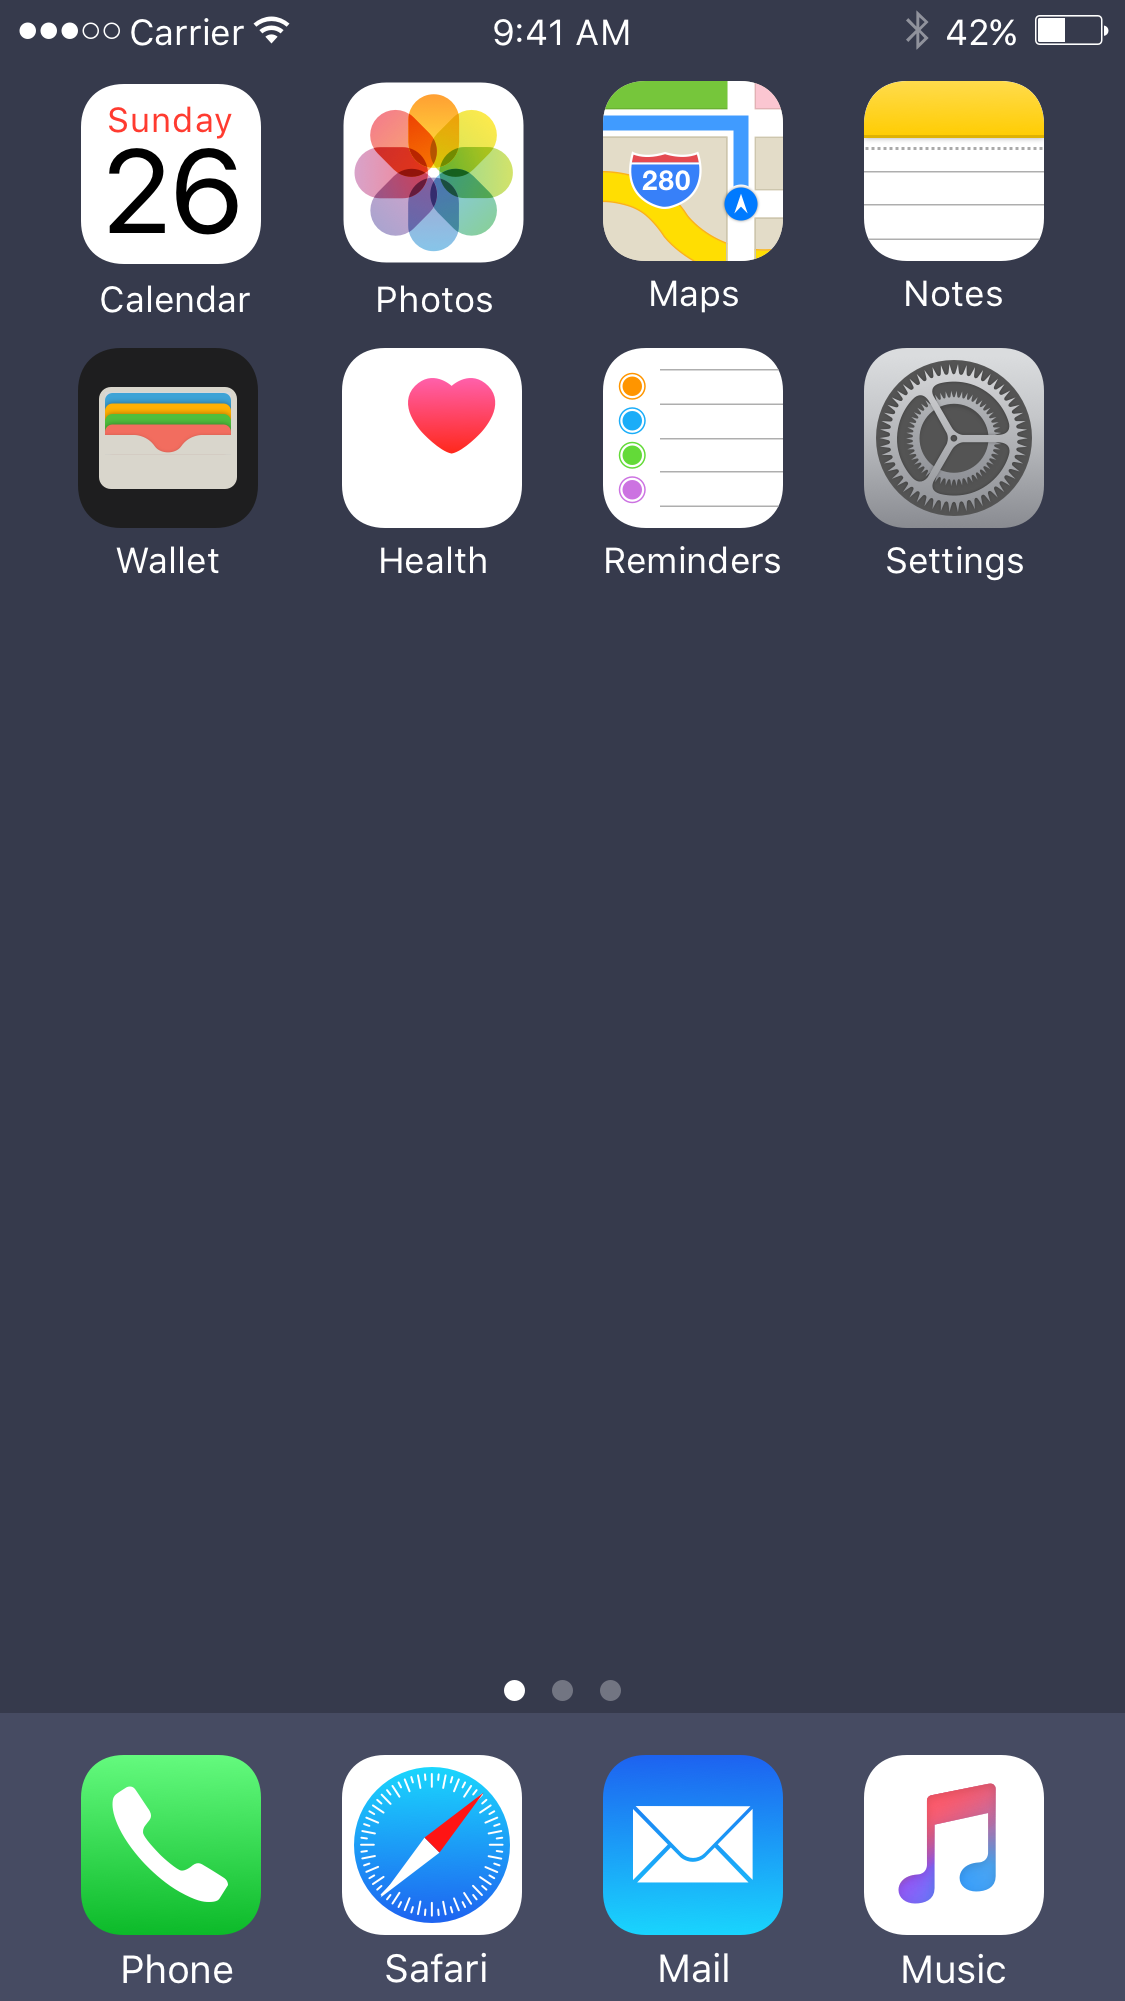 Carrier 9:41 AM 42%
Sunday
26
280
Calendar Photos Maps Notes
Wallet Health Reminders Settings
Phone Safari Mail Music